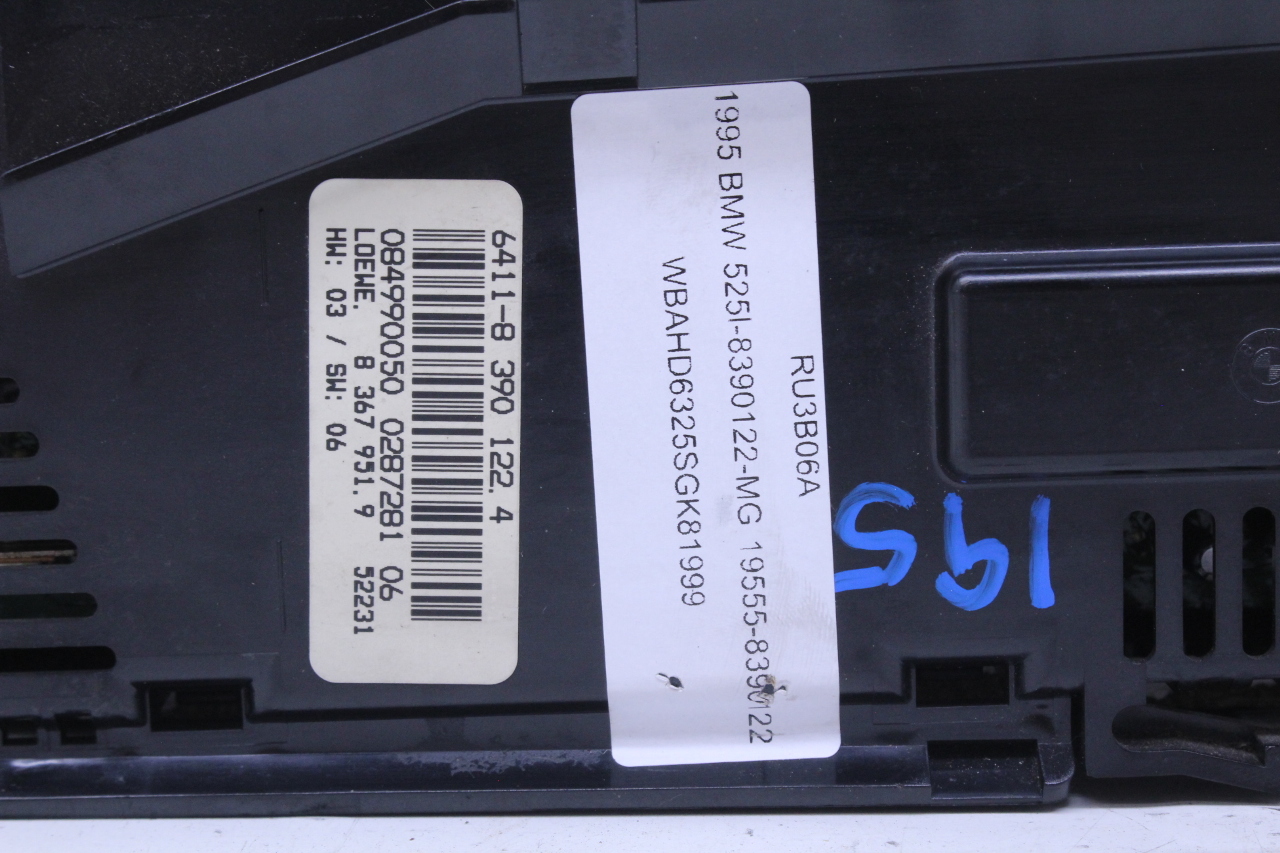 6411-8 390 122.4
0849990050 0287281 06
LOEWE. 8 367 951.9 52231
HW: 03 / SW: 06
RU3B06A
1995 BMW 525I-8390122-MG 19555-8390122
WBAHD6325SGK81999
195